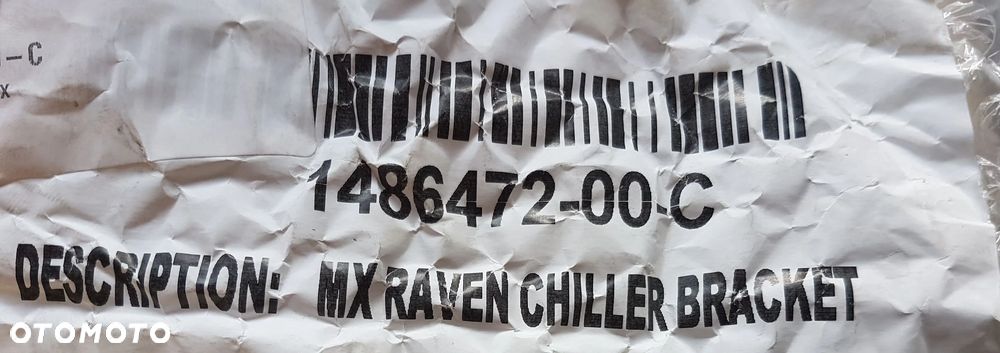 -C
x
1486472-00-C
DESCRIPTION: MX RAVEN CHILLER BRACKET
OTOMOTO